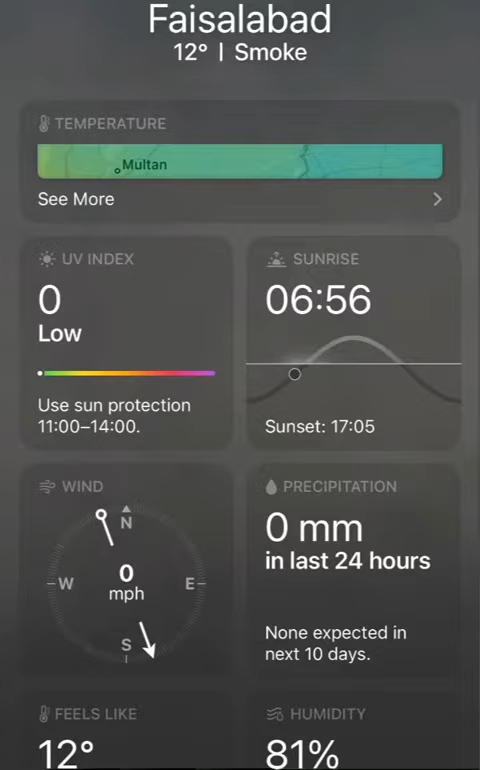 Faisalabad
12° | Smoke
TEMPERATURE
Multan
See More
UV INDEX
0
Low
Use sun protection
11:00–14:00.
SUNRISE
06:56
Sunset: 17:05
WIND
N
W
0
mph
E
S
PRECIPITATION
0 mm
in last 24 hours
None expected in
next 10 days.
FEELS LIKE
12°
HUMIDITY
81%